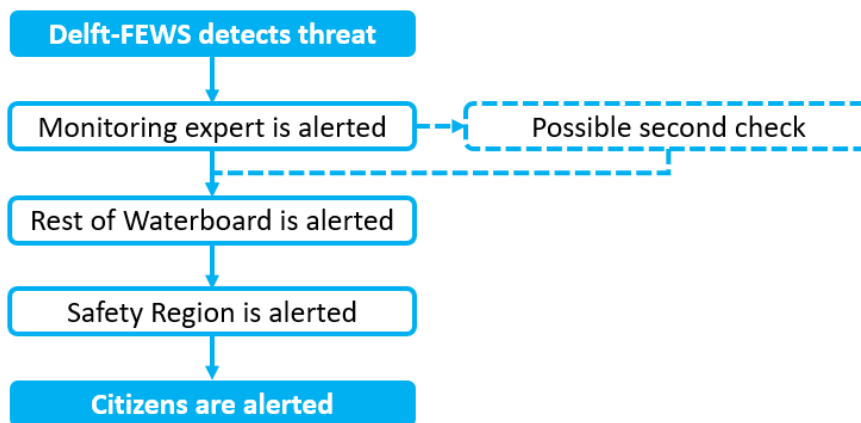 Delft-FEWS detects threat
Monitoring expert is alerted
Possible second check
Rest of Waterboard is alerted
Safety Region is alerted
Citizens are alerted